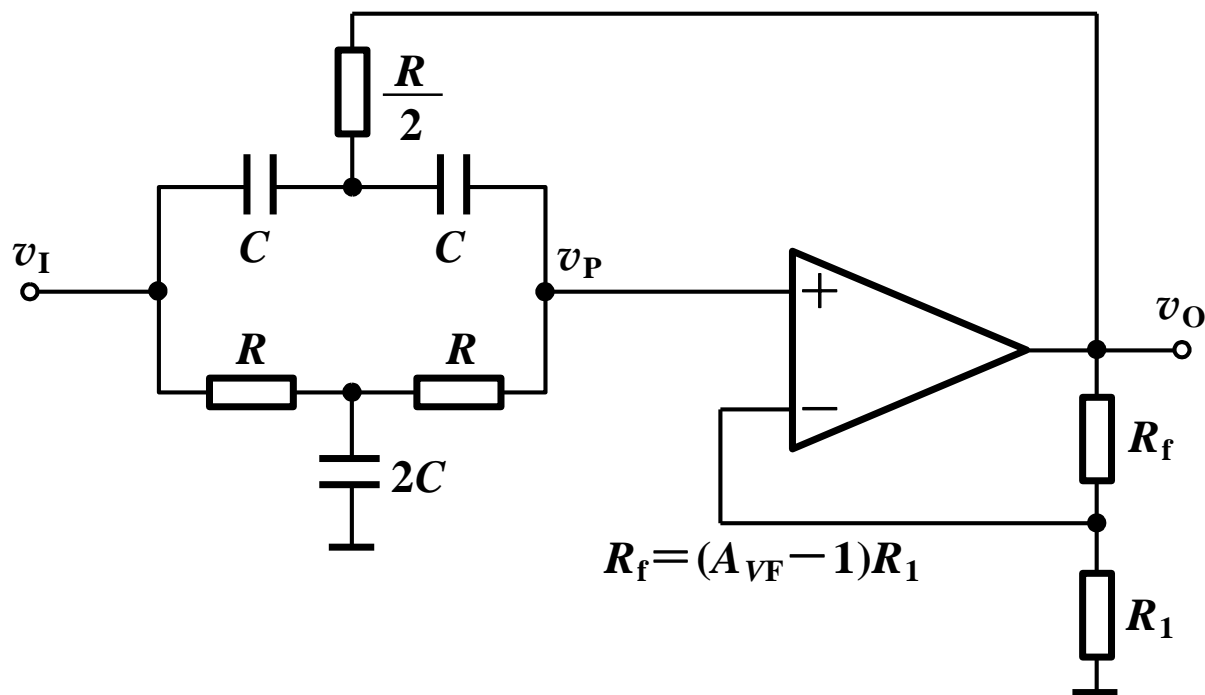 R
2
C
C
v_I
v_P
+
v_O
R
R
−
R_f
2C
R_f=(A_VF−1)R_1
R_1